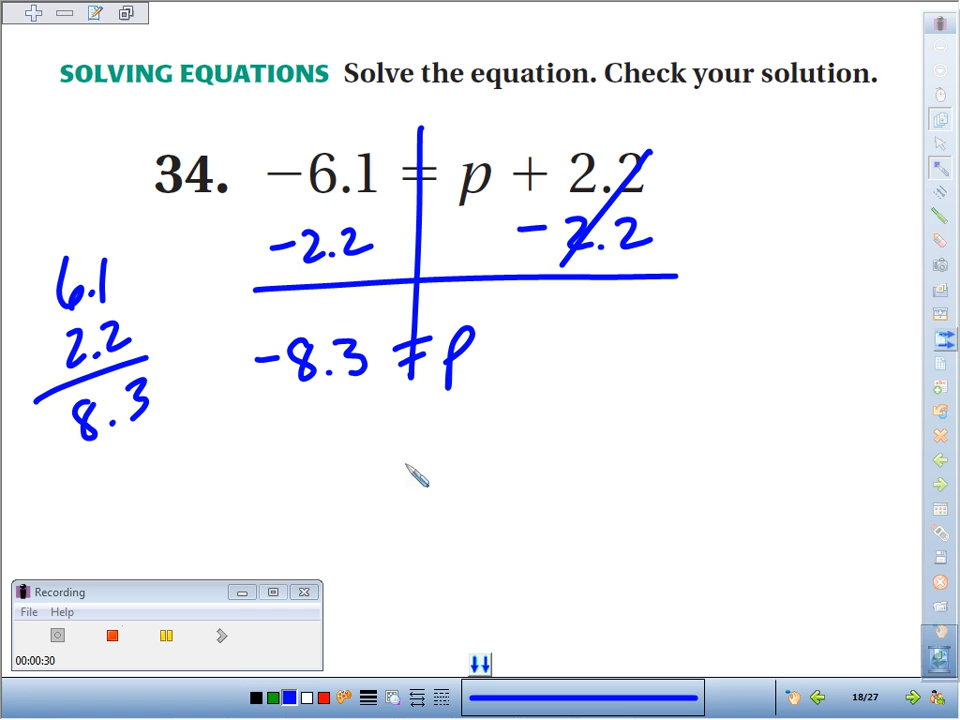 SOLVING EQUATIONS Solve the equation. Check your solution.
34. −6.1 = p + 2.2
-2.2 - 2.2
6.1
2.2
-8.3 = p
8.3
Recording
File Help
00:00:30
18/27